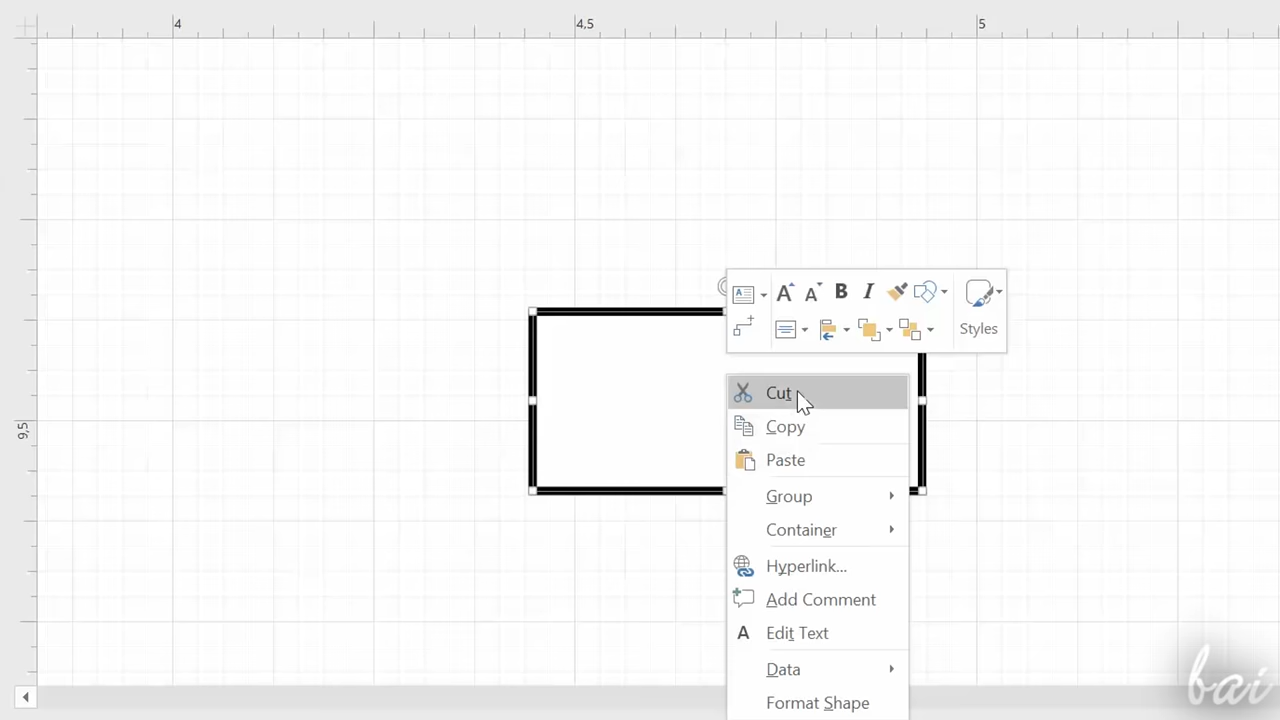 4
4,5
5
9,5
A
A
A
B
I
Styles
Cut
Copy
Paste
Group
Container
Hyperlink...
Add Comment
A Edit Text
Data
Format Shape
bai